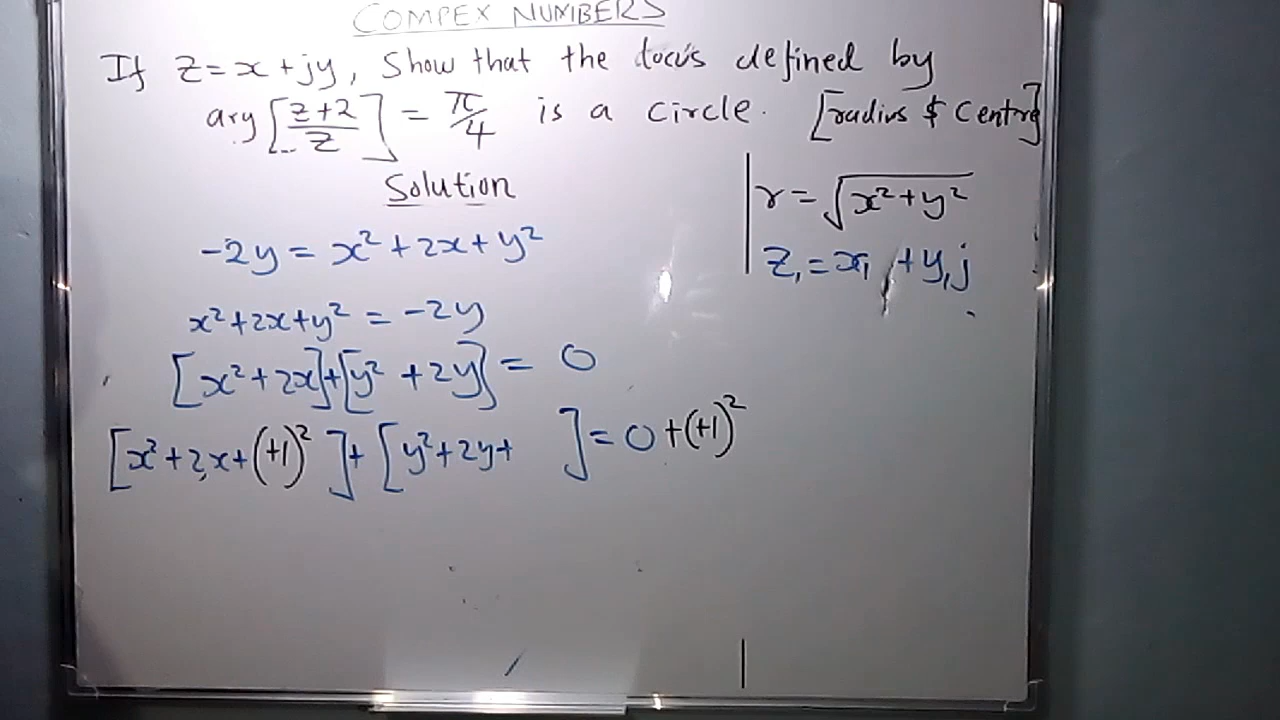 COMPEX NUMBERS
If z = x + jy, Show that the locus defined by
arg [z+2/z] = π/4 is a circle. [radius & Centre]
Solution
r = √x² + y²
z₁ = x₁ + y₁j
-2y = x² + 2x + y²
x² + 2x + y² = -2y
[x² + 2x] + [y² + 2y] = 0
[x² + 2x + (+1)²] + [y² + 2y + ] = 0 + (+1)²